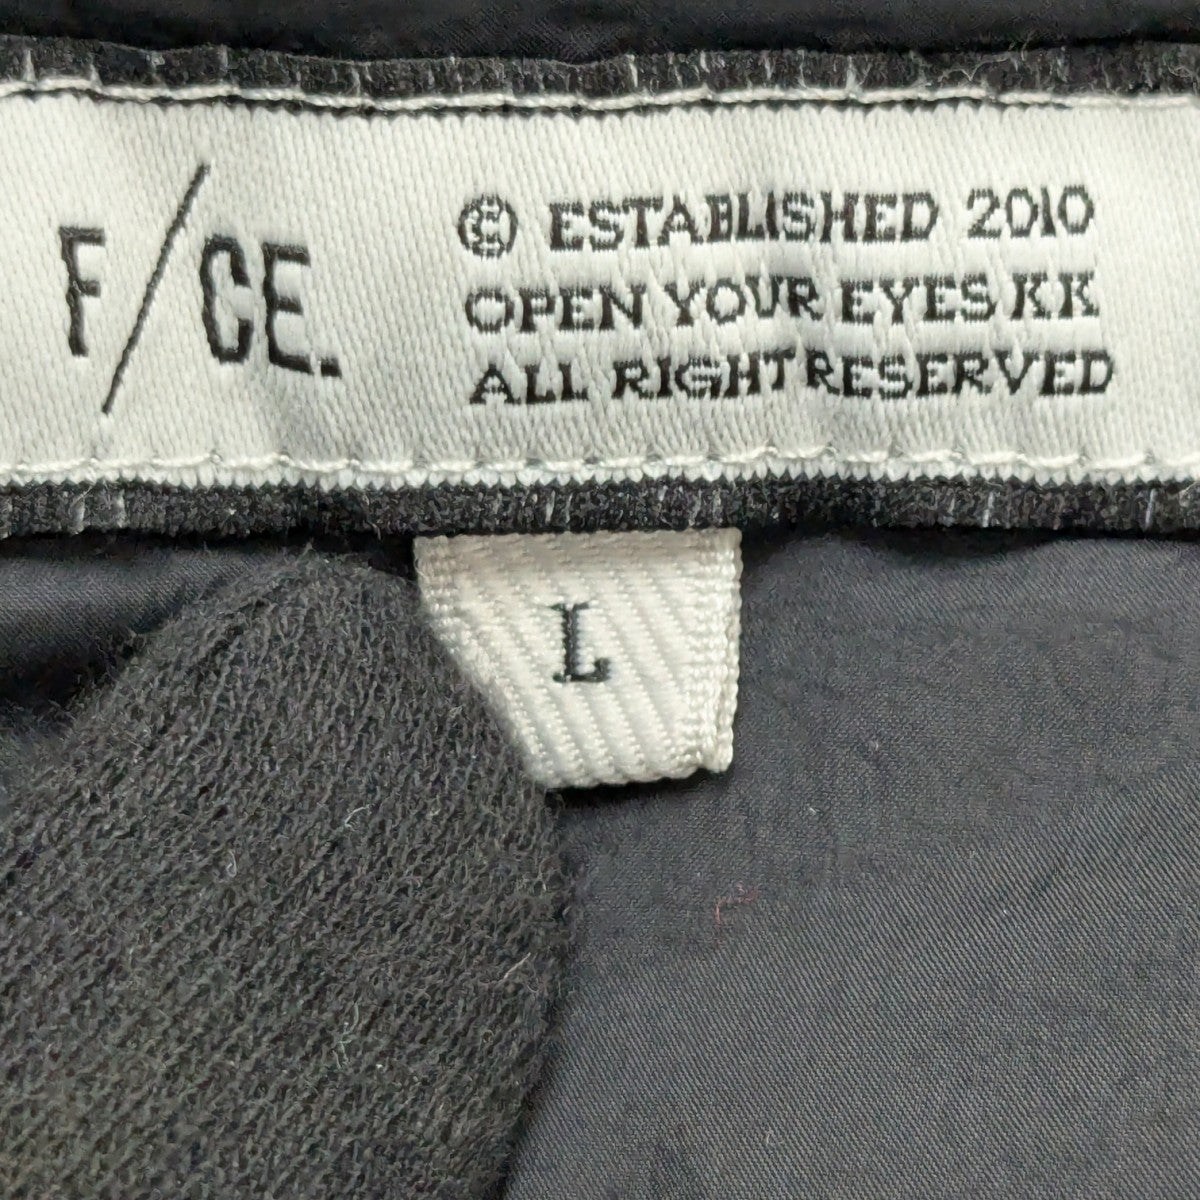 F/CE.
© ESTABLISHED 2010
OPEN YOUR EYES KK
ALL RIGHT RESERVED
L